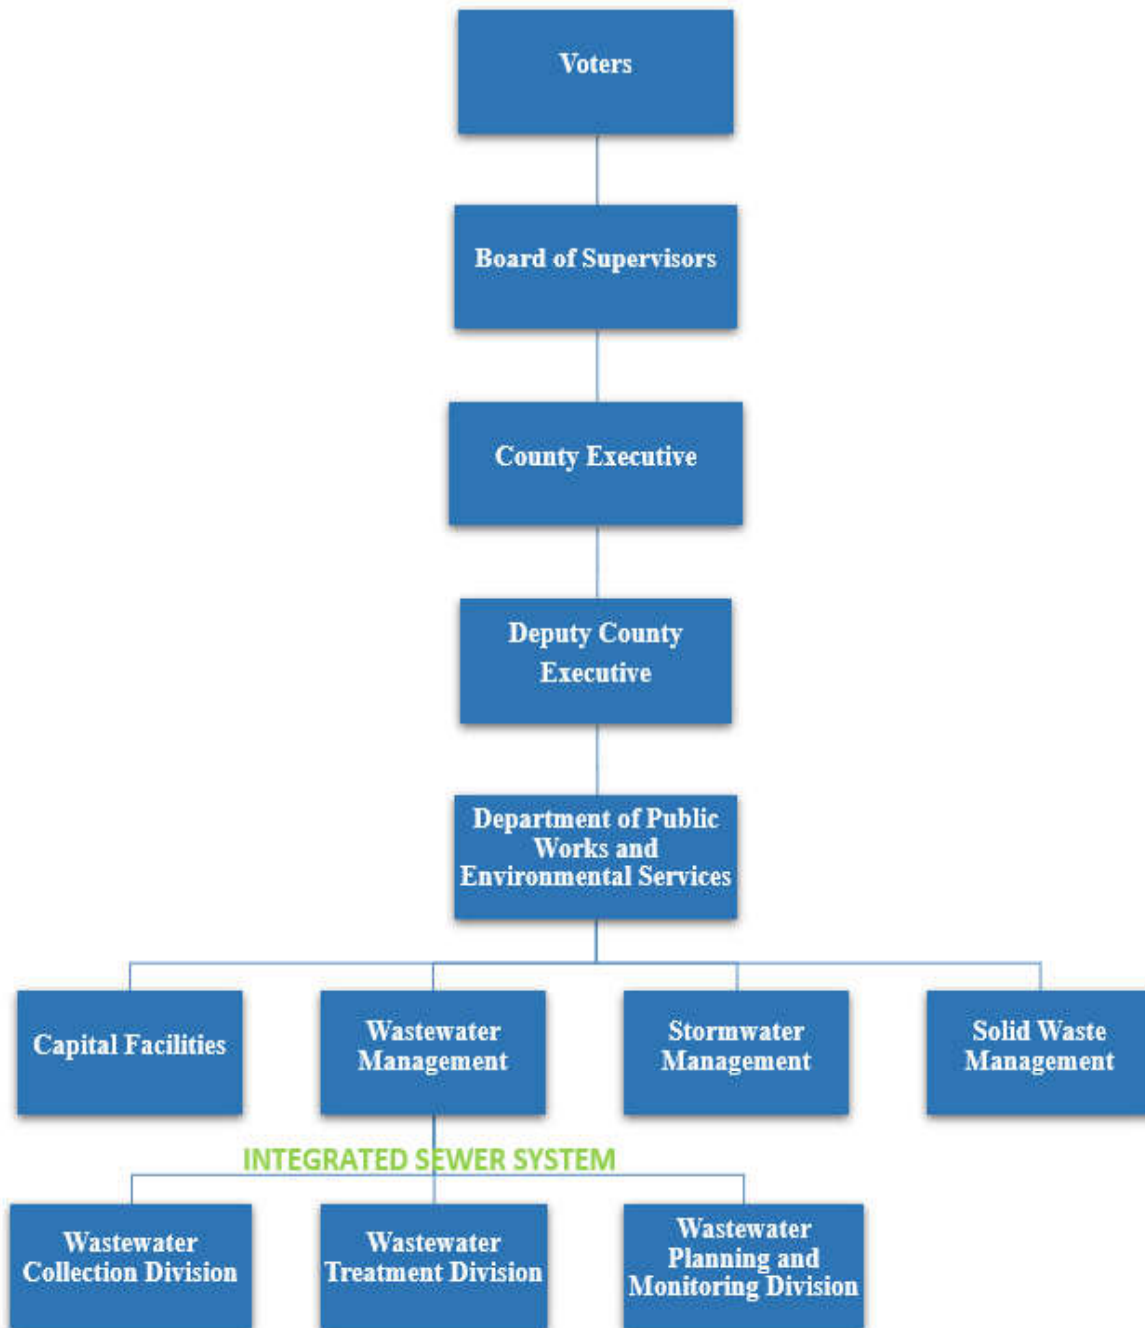 Voters
Board of Supervisors
County Executive
Deputy County
Executive
Department of Public
Works and
Environmental Services
Capital Facilities
Wastewater
Management
Stormwater
Management
Solid Waste
Management
INTEGRATED SEWER SYSTEM
Wastewater
Collection Division
Wastewater
Treatment Division
Wastewater
Planning and
Monitoring Division